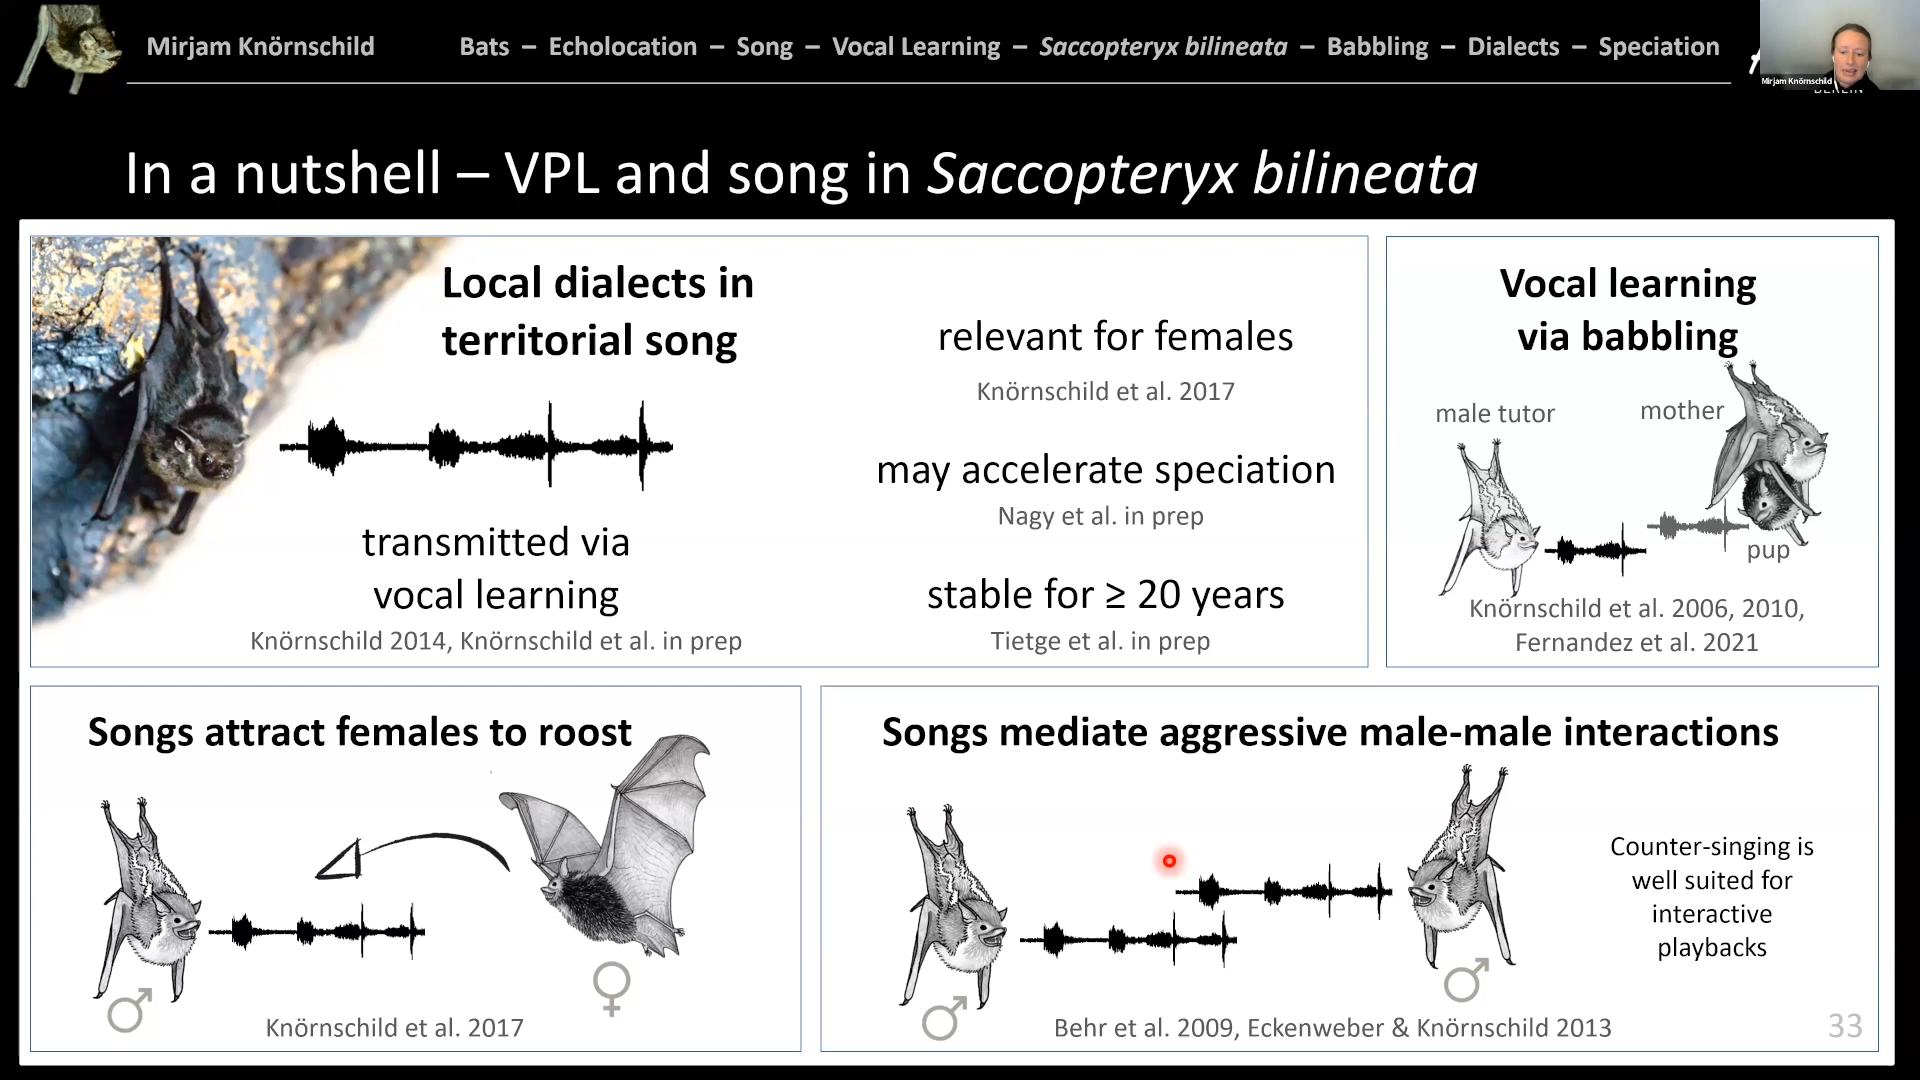 Mirjam Knörnschild
Bats – Echolocation – Song – Vocal Learning – Saccopteryx bilineata – Babbling – Dialects – Speciation
Mirjam Knörnschild
In a nutshell – VPL and song in Saccopteryx bilineata
Local dialects in
territorial song
transmitted via
vocal learning
Knörnschild 2014, Knörnschild et al. in prep
relevant for females
Knörnschild et al. 2017
may accelerate speciation
Nagy et al. in prep
stable for ≥ 20 years
Tietge et al. in prep
Vocal learning
via babbling
male tutor
mother
pup
Knörnschild et al. 2006, 2010,
Fernandez et al. 2021
Songs attract females to roost
♂
♀
Knörnschild et al. 2017
Songs mediate aggressive male-male interactions
Counter-singing is
well suited for
interactive
playbacks
♂
♂
Behr et al. 2009, Eckenweber & Knörnschild 2013
33